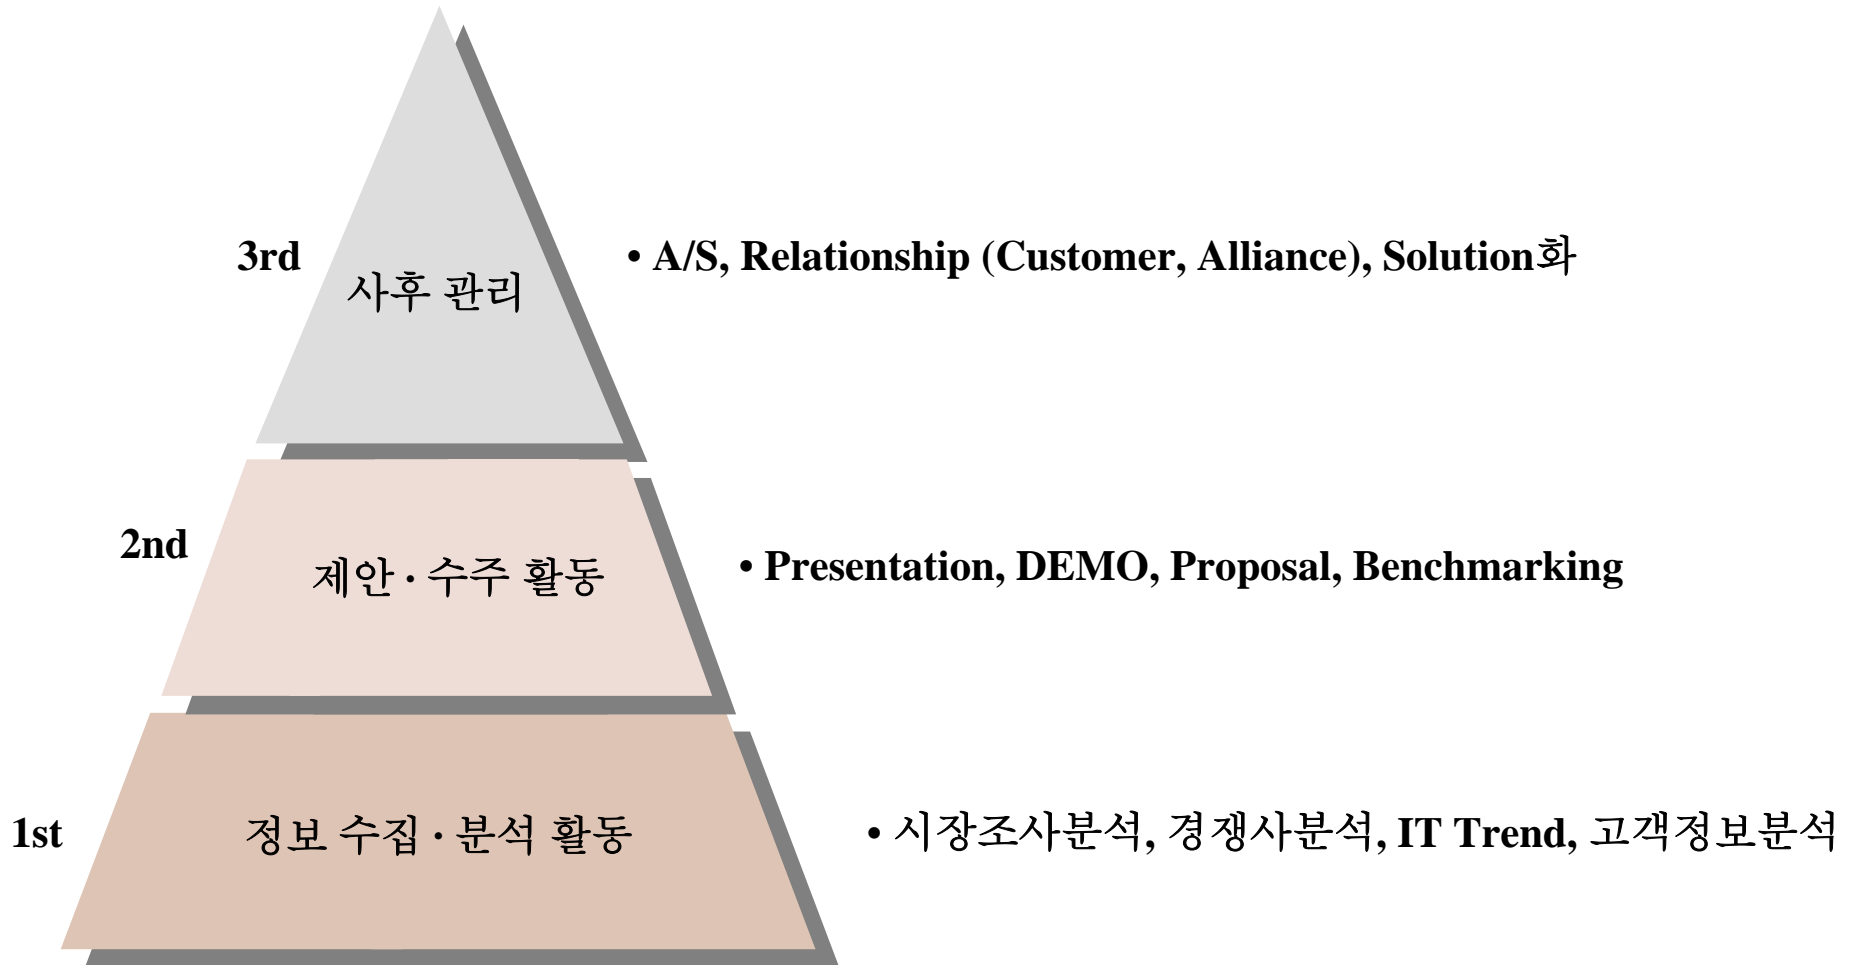 3rd
사후 관리
• A/S, Relationship (Customer, Alliance), Solution화
2nd
제안 · 수주 활동
• Presentation, DEMO, Proposal, Benchmarking
1st
정보 수집 · 분석 활동
• 시장조사분석, 경쟁사분석, IT Trend, 고객정보분석